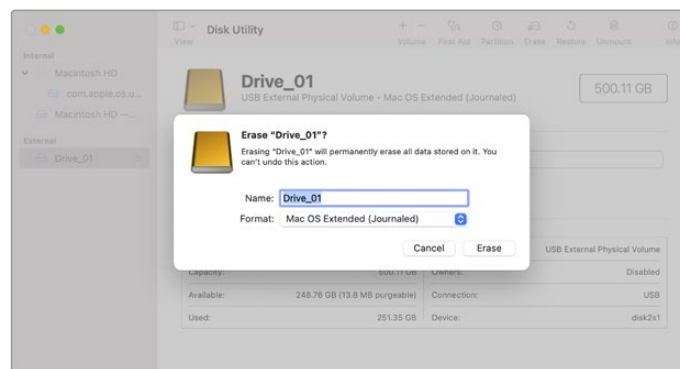 Disk Utility
View
Volume First Aid Partition Erase Restore Unmount Info
Internal
Macintosh HD
com.apple.os.u...
Macintosh HD —...
External
Drive_01
Drive_01
USB External Physical Volume • Mac OS Extended (Journaled)
500.11 GB
Erase “Drive_01”?
Erasing “Drive_01” will permanently erase all data stored on it. You
can’t undo this action.
Name: Drive_01
Format: Mac OS Extended (Journaled)
Cancel Erase
USB External Physical Volume
Capacity: 500.11 GB Owners: Disabled
Available: 248.76 GB (13.8 MB purgeable) Connection: USB
Used: 251.35 GB Device: disk2s1